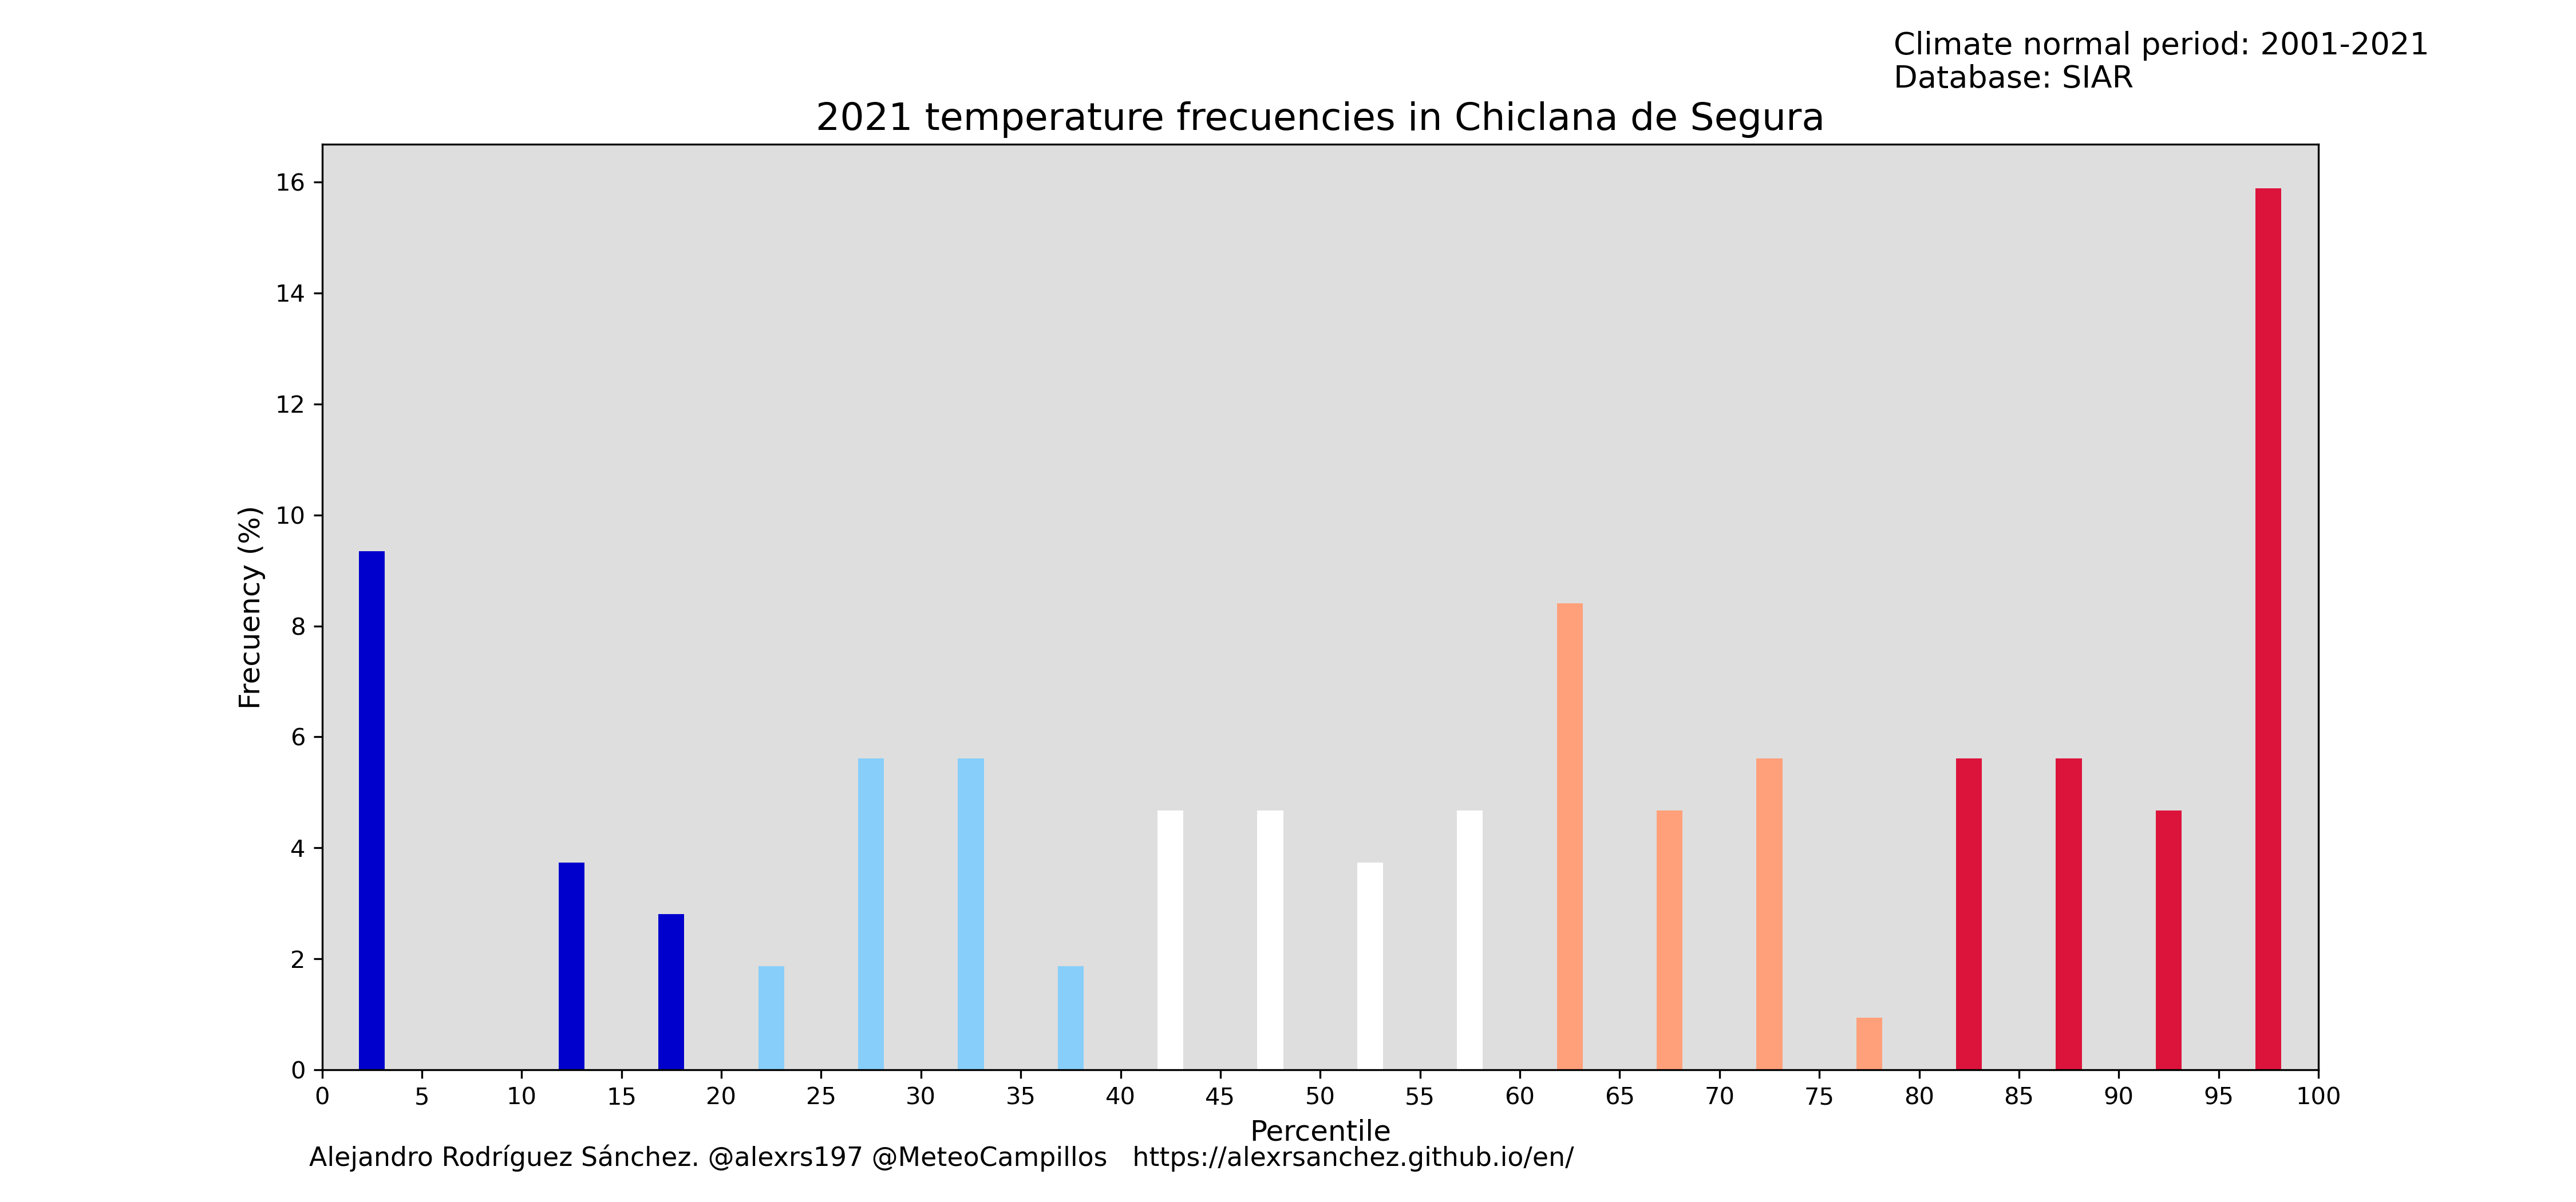 Climate normal period: 2001-2021
Database: SIAR
2021 temperature frecuencies in Chiclana de Segura
16
14
12
10
8
6
4
2
0
Frecuency (%)
0 5 10 15 20 25 30 35 40 45 50 55 60 65 70 75 80 85 90 95 100
Percentile
Alejandro Rodríguez Sánchez. @alexrs197 @MeteoCampillos https://alexrsanchez.github.io/en/